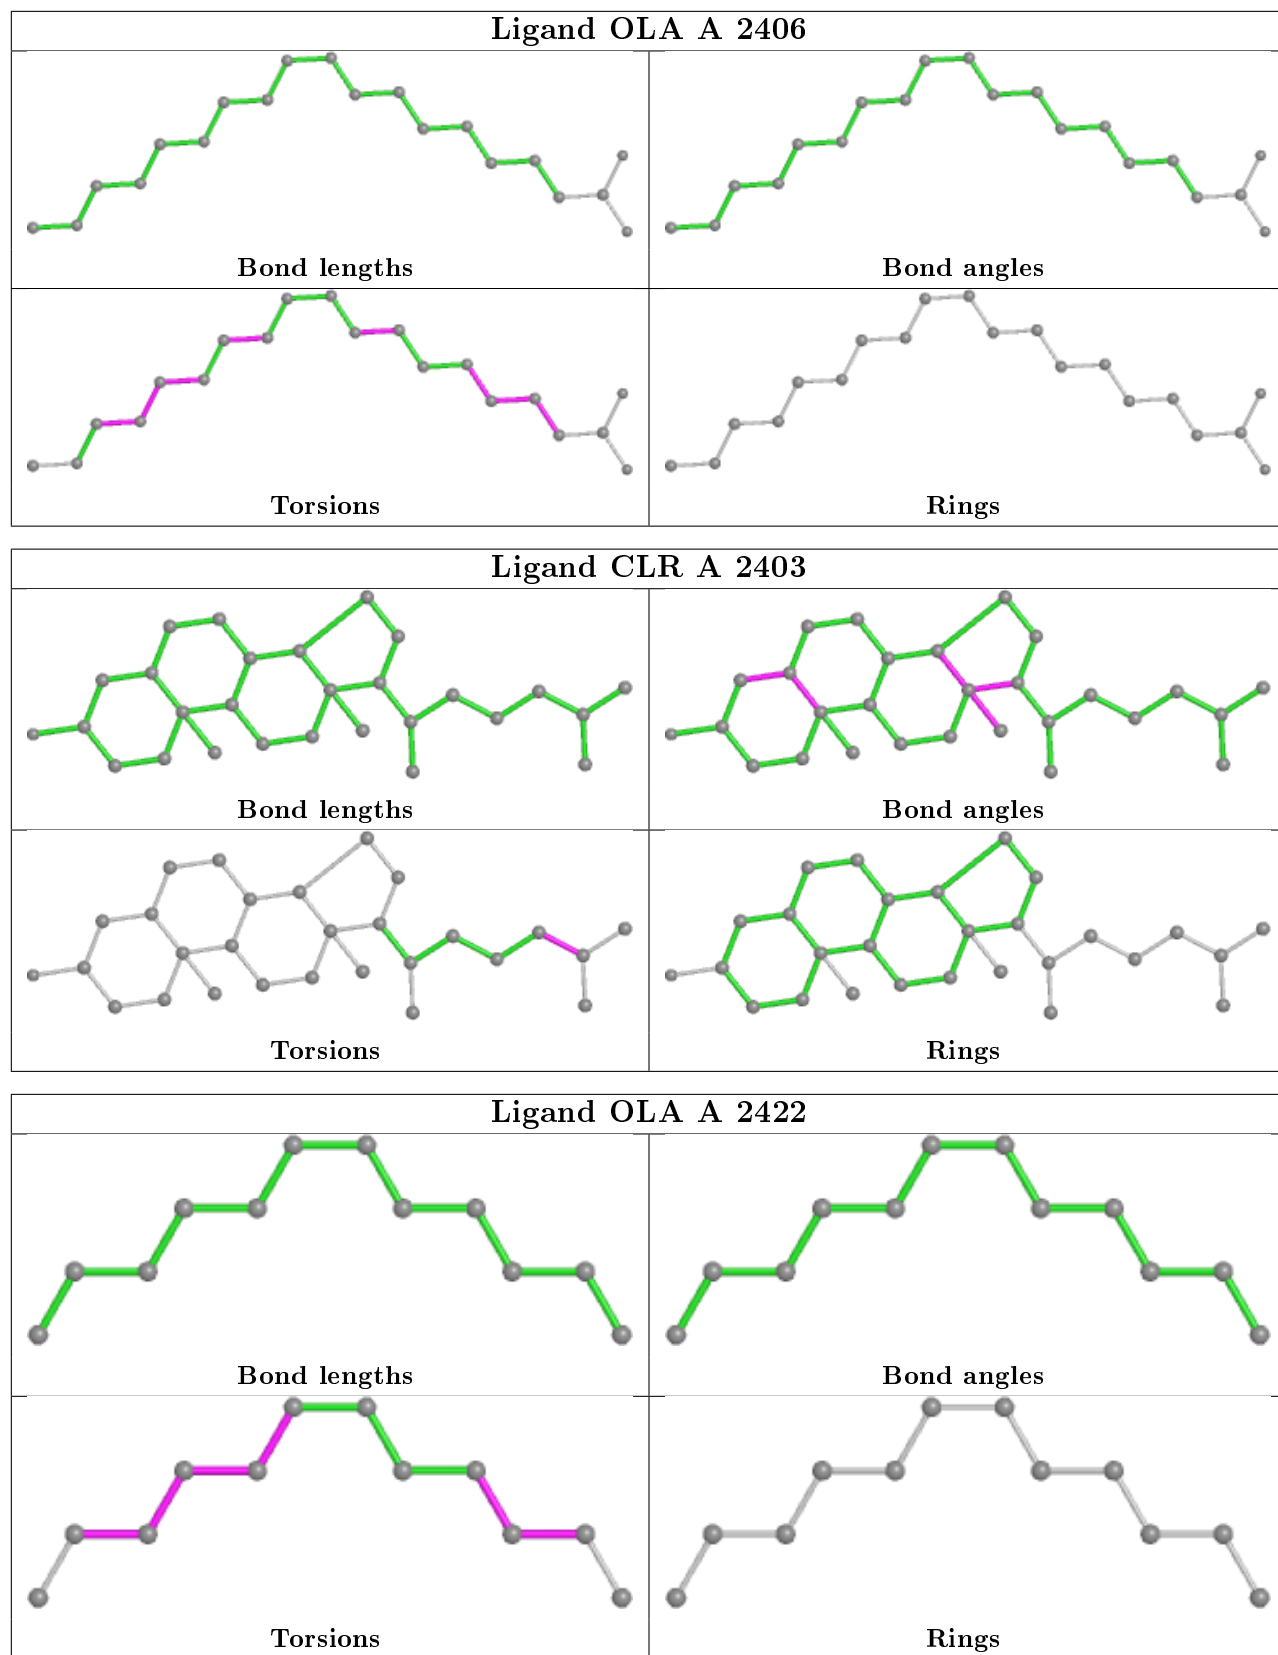 Ligand OLA A 2406
Bond lengths
Bond angles
Torsions
Rings
Ligand CLR A 2403
Bond lengths
Bond angles
Torsions
Rings
Ligand OLA A 2422
Bond lengths
Bond angles
Torsions
Rings